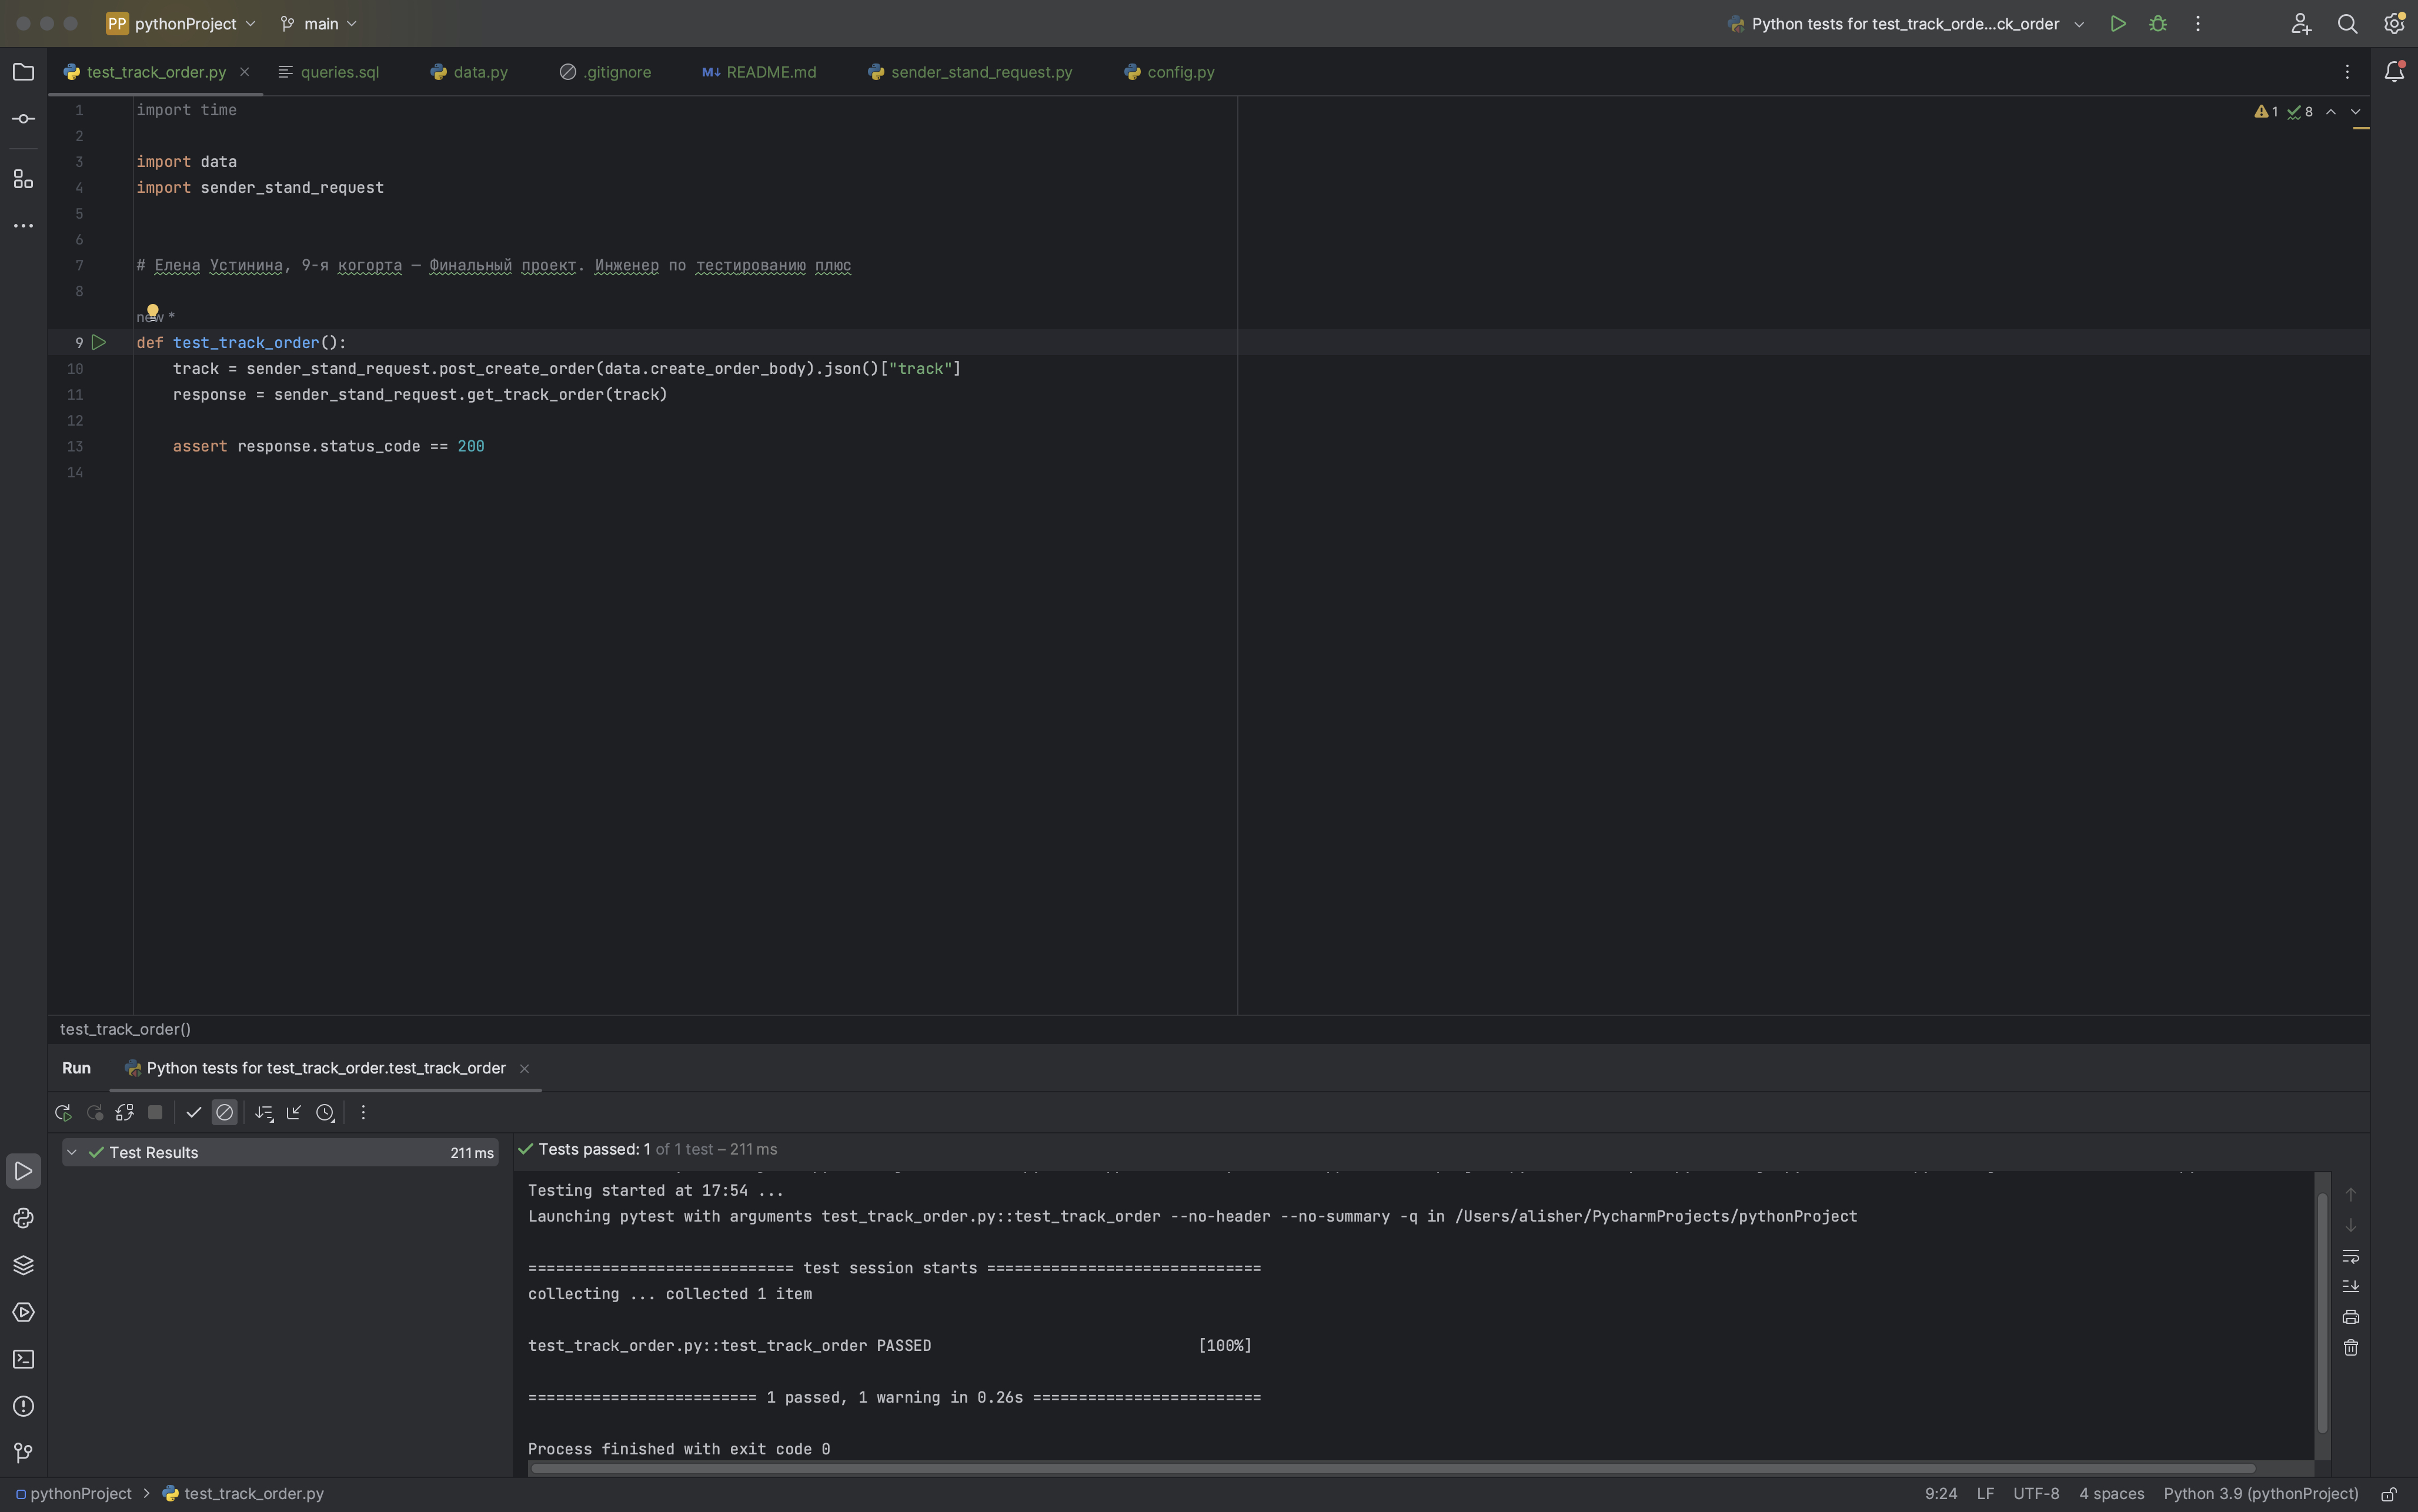 PP pythonProject main Python tests for test_track_orde...ck_order
test_track_order.py queries.sql data.py .gitignore M↓ README.md sender_stand_request.py config.py
1 import time
1 8
2
3 import data
4 import sender_stand_request
5
6
7 # Елена Устинина, 9-я когорта — Финальный проект. Инженер по тестированию плюс
8
new *
9 def test_track_order():
10 track = sender_stand_request.post_create_order(data.create_order_body).json()["track"]
11 response = sender_stand_request.get_track_order(track)
12
13 assert response.status_code == 200
14
test_track_order()
Run Python tests for test_track_order.test_track_order
Test Results 211 ms
Tests passed: 1 of 1 test – 211 ms
Testing started at 17:54 ...
Launching pytest with arguments test_track_order.py::test_track_order --no-header --no-summary -q in /Users/alisher/PycharmProjects/pythonProject
============================= test session starts ==============================
collecting ... collected 1 item
test_track_order.py::test_track_order PASSED [100%]
========================= 1 passed, 1 warning in 0.26s =========================
Process finished with exit code 0
pythonProject > test_track_order.py 9:24 LF UTF-8 4 spaces Python 3.9 (pythonProject)